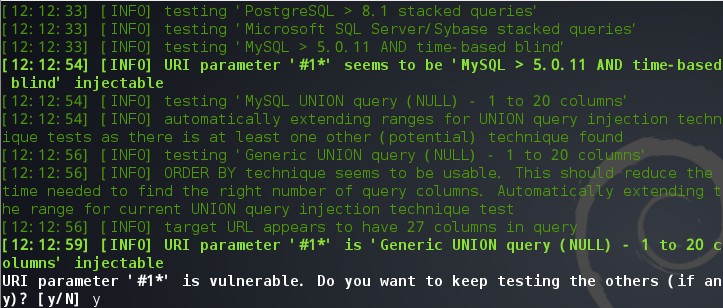 [12:12:33] [INFO] testing 'PostgreSQL > 8.1 stacked queries'
[12:12:33] [INFO] testing 'Microsoft SQL Server/Sybase stacked queries'
[12:12:33] [INFO] testing 'MySQL > 5.0.11 AND time-based blind'
[12:12:54] [INFO] URI parameter '#1*' seems to be 'MySQL > 5.0.11 AND time-based
 blind' injectable
[12:12:54] [INFO] testing 'MySQL UNION query (NULL) - 1 to 20 columns'
[12:12:54] [INFO] automatically extending ranges for UNION query injection techn
ique tests as there is at least one other (potential) technique found
[12:12:56] [INFO] testing 'Generic UNION query (NULL) - 1 to 20 columns'
[12:12:56] [INFO] ORDER BY technique seems to be usable. This should reduce the
time needed to find the right number of query columns. Automatically extending t
he range for current UNION query injection technique test
[12:12:56] [INFO] target URL appears to have 27 columns in query
[12:12:59] [INFO] URI parameter '#1*' is 'Generic UNION query (NULL) - 1 to 20 c
olumns' injectable
URI parameter '#1*' is vulnerable. Do you want to keep testing the others (if an
y)? [y/N] y